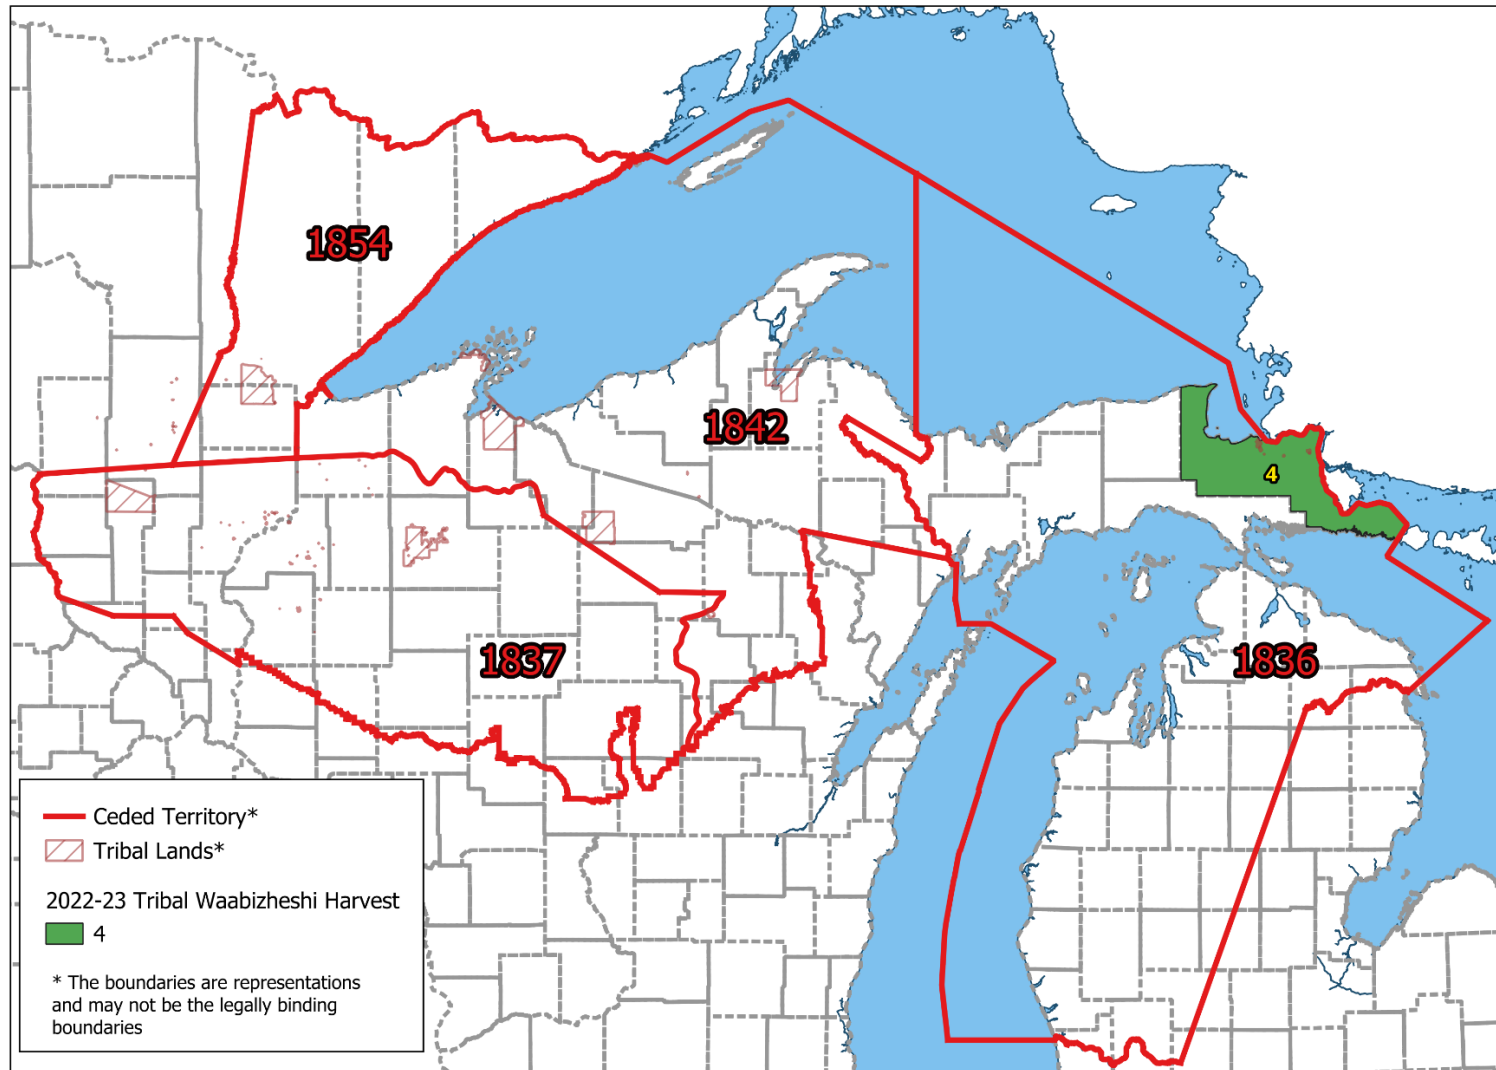 1854
1842
4
1837
1836
Ceded Territory*
Tribal Lands*
2022-23 Tribal Waabizheshi Harvest
4
* The boundaries are representations
and may not be the legally binding
boundaries